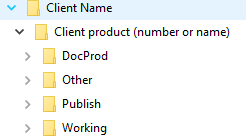 Client Name
Client product (number or name)
DocProd
Other
Publish
Working